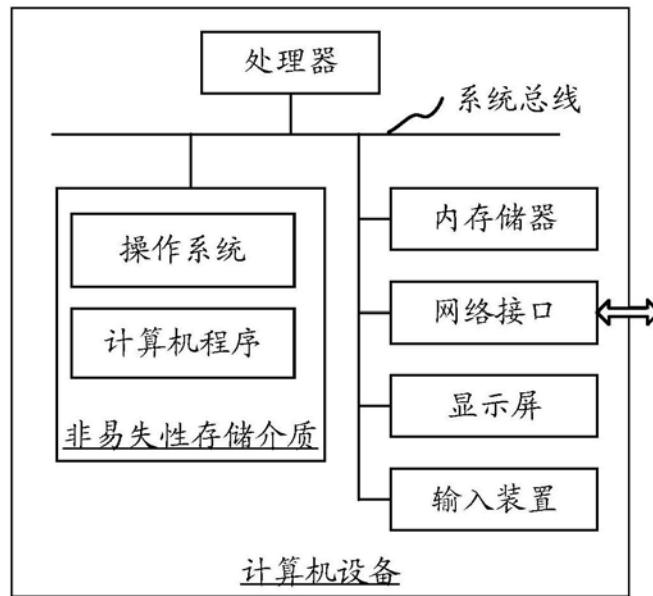 处理器
系统总线
操作系统
计算机程序
非易失性存储介质
内存储器
网络接口
显示屏
输入装置
计算机设备